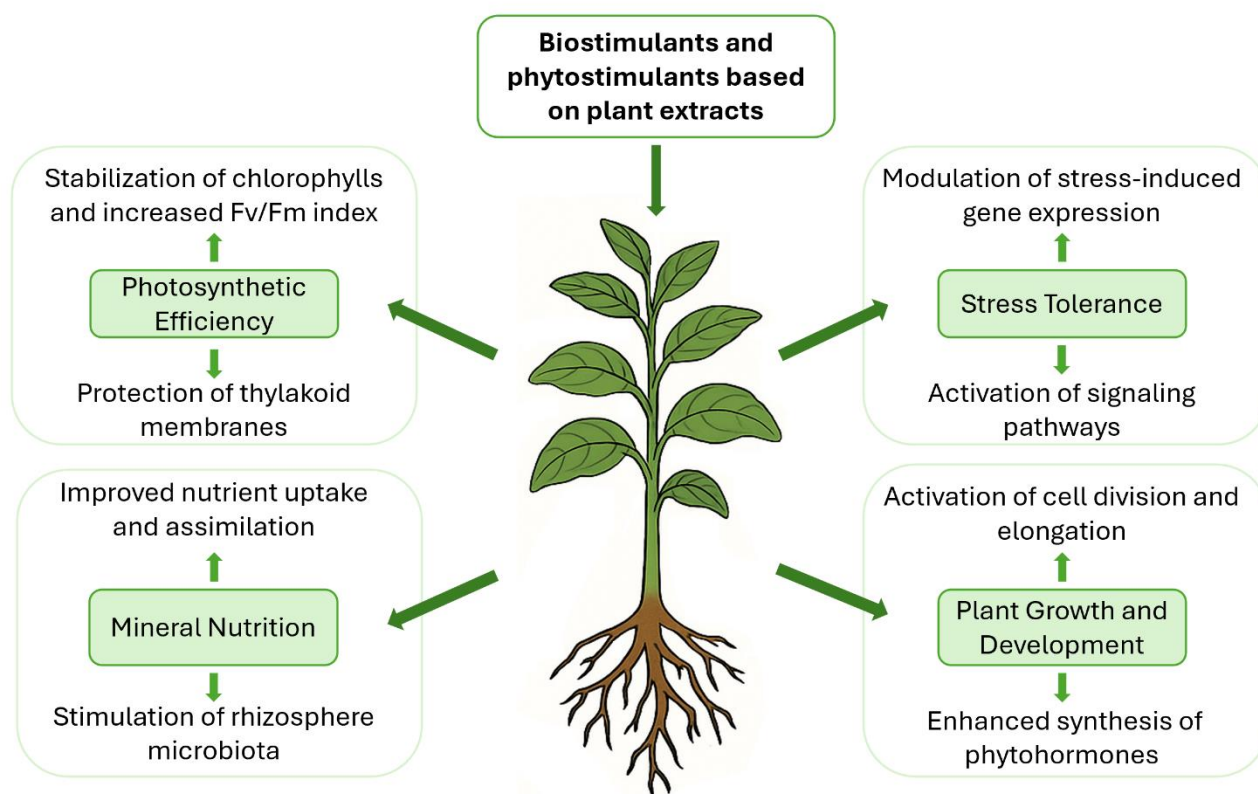 Biostimulants and
phytostimulants based
on plant extracts
Stabilization of chlorophylls
and increased Fv/Fm index
Photosynthetic
Efficiency
Protection of thylakoid
membranes
Modulation of stress-induced
gene expression
Stress Tolerance
Activation of signaling
pathways
Improved nutrient uptake
and assimilation
Mineral Nutrition
Stimulation of rhizosphere
microbiota
Activation of cell division and
elongation
Plant Growth and
Development
Enhanced synthesis of
phytohormones